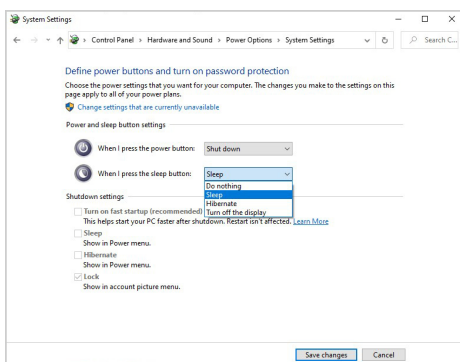 System Settings
Control Panel > Hardware and Sound > Power Options > System Settings
Search C...
Define power buttons and turn on password protection
Choose the power settings that you want for your computer. The changes you make to the settings on this
page apply to all of your power plans.
Change settings that are currently unavailable
Power and sleep button settings
When I press the power button: Shut down
When I press the sleep button: Sleep
Do nothing
Sleep
Hibernate
Turn off the display
Shutdown settings
Turn on fast startup (recommended)
This helps start your PC faster after shutdown. Restart isn't affected. Learn More
Sleep
Show in Power menu.
Hibernate
Show in Power menu.
Lock
Show in account picture menu.
Save changes Cancel